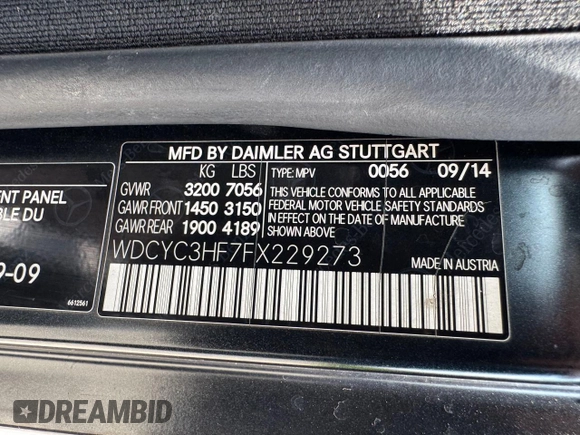 MFD BY DAIMLER AG STUTTGART
KG LBS
TYPE: MPV 0056 09/14
GVWR 3200 7056
GAWR FRONT 1450 3150
GAWR REAR 1900 4189
THIS VEHICLE CONFORMS TO ALL APPLICABLE
FEDERAL MOTOR VEHICLE SAFETY STANDARDS
IN EFFECT ON THE DATE OF MANUFACTURE
SHOWN ABOVE.
WDCYC3HF7FX229273
MADE IN AUSTRIA
ENT PANEL
BLE DU
9-09
6612561
DREAMBID